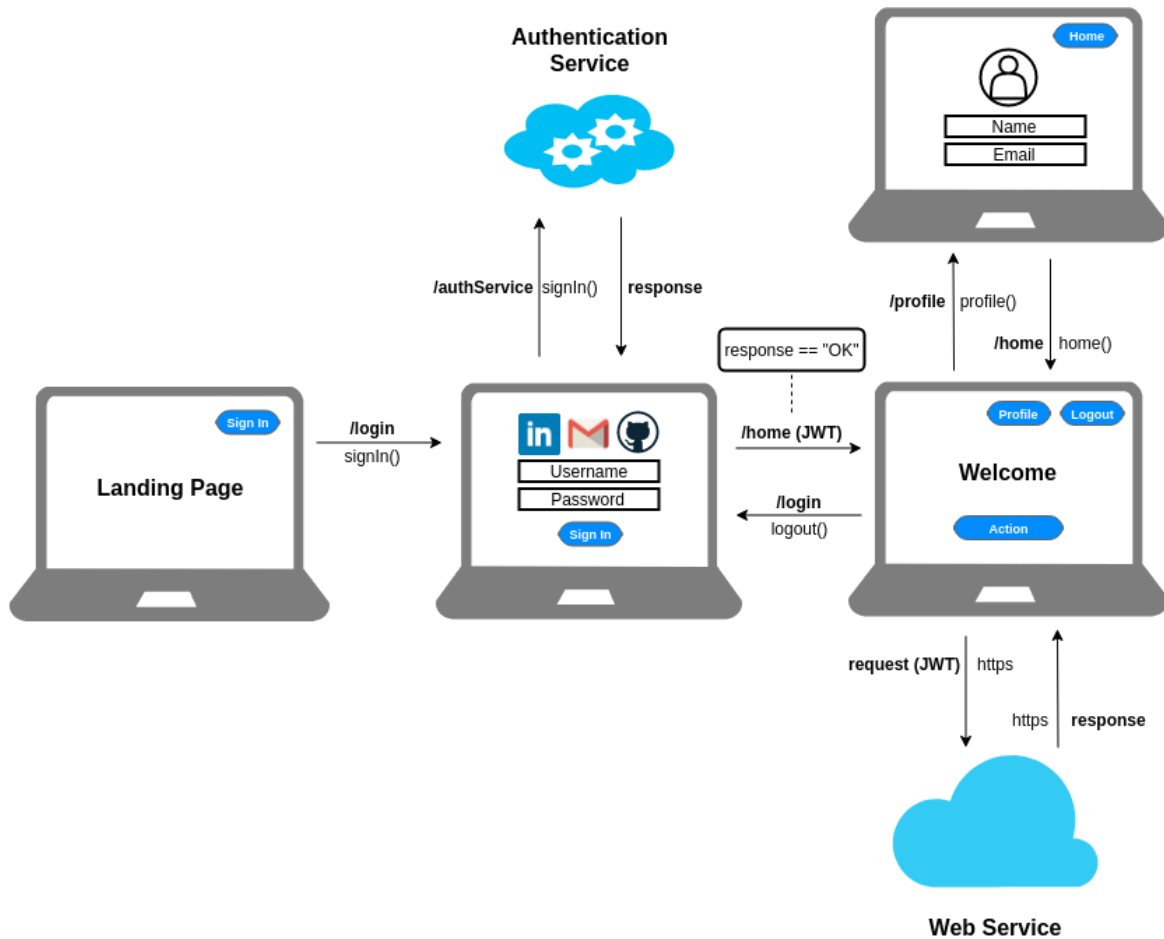 Authentication
Service
Home
Name
Email
/authService
signIn()
response
/profile
profile()
/home
home()
response == "OK"
Sign In
Landing Page
/login
signIn()
in
Username
Password
Sign In
/home (JWT)
/login
logout()
Profile
Logout
Welcome
Action
request (JWT)
https
https
response
Web Service